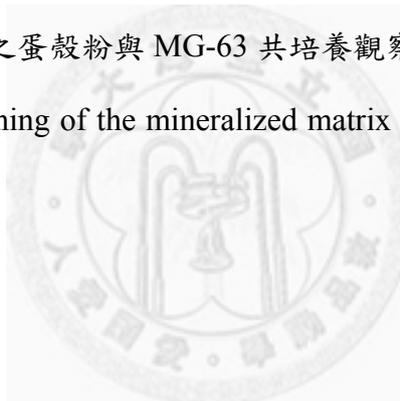 之蛋殼粉與 MG-63 共培養觀察
ning of the mineralized matrix